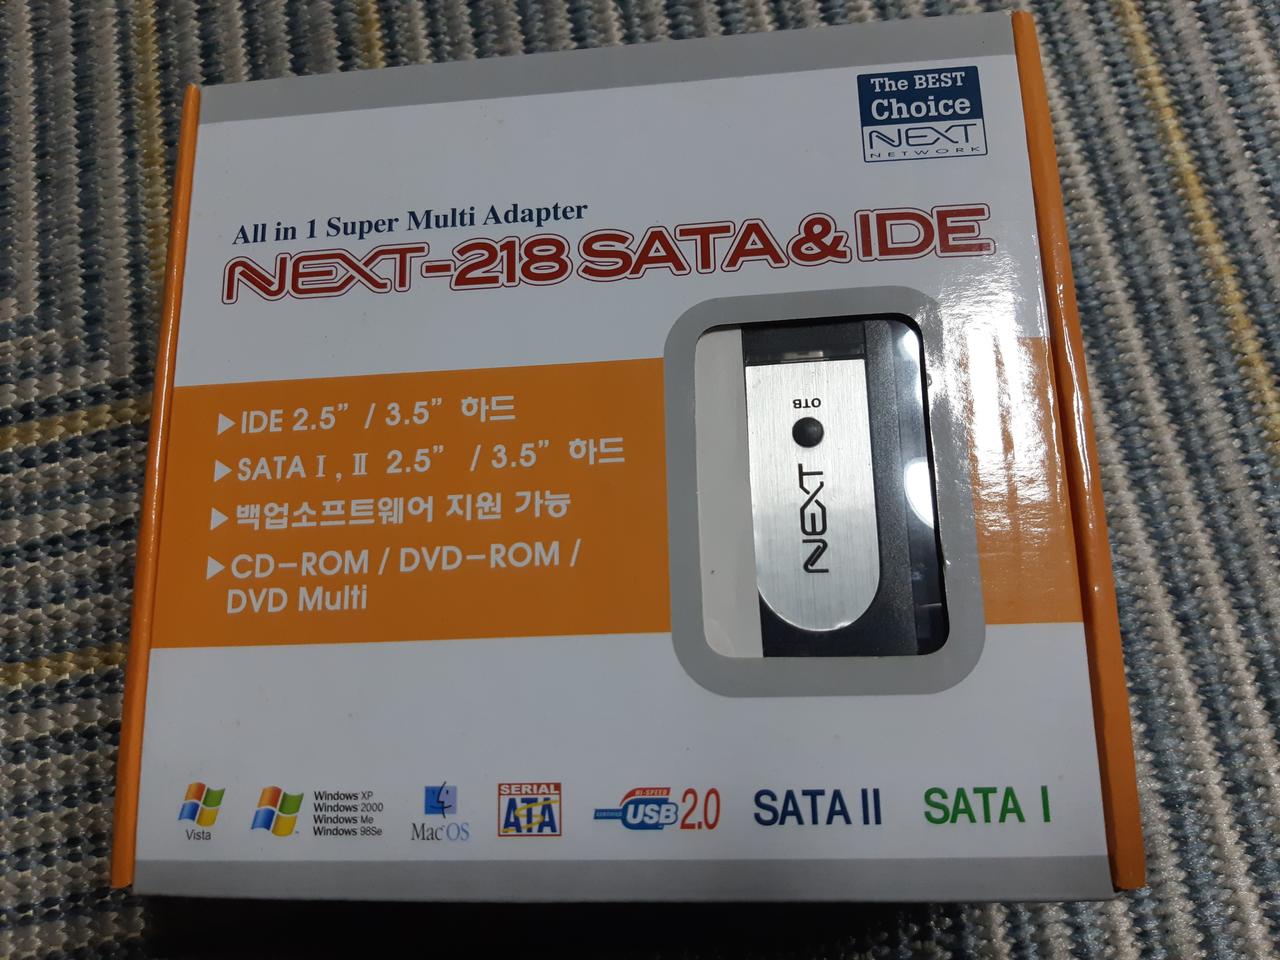 The BEST
Choice
NEXT
NETWORK
All in 1 Super Multi Adapter
NEXT-218 SATA & IDE
▶IDE 2.5” / 3.5” 하드
▶SATA Ⅰ, Ⅱ 2.5” / 3.5” 하드
▶백업소프트웨어 지원 가능
▶CD-ROM / DVD-ROM /
DVD Multi
OTB
NEXT
Vista
Windows XP
Windows 2000
Windows Me
Windows 98Se
Mac OS
SERIAL
ATA
HI-SPEED
CERTIFIED
USB 2.0
SATA II
SATA I